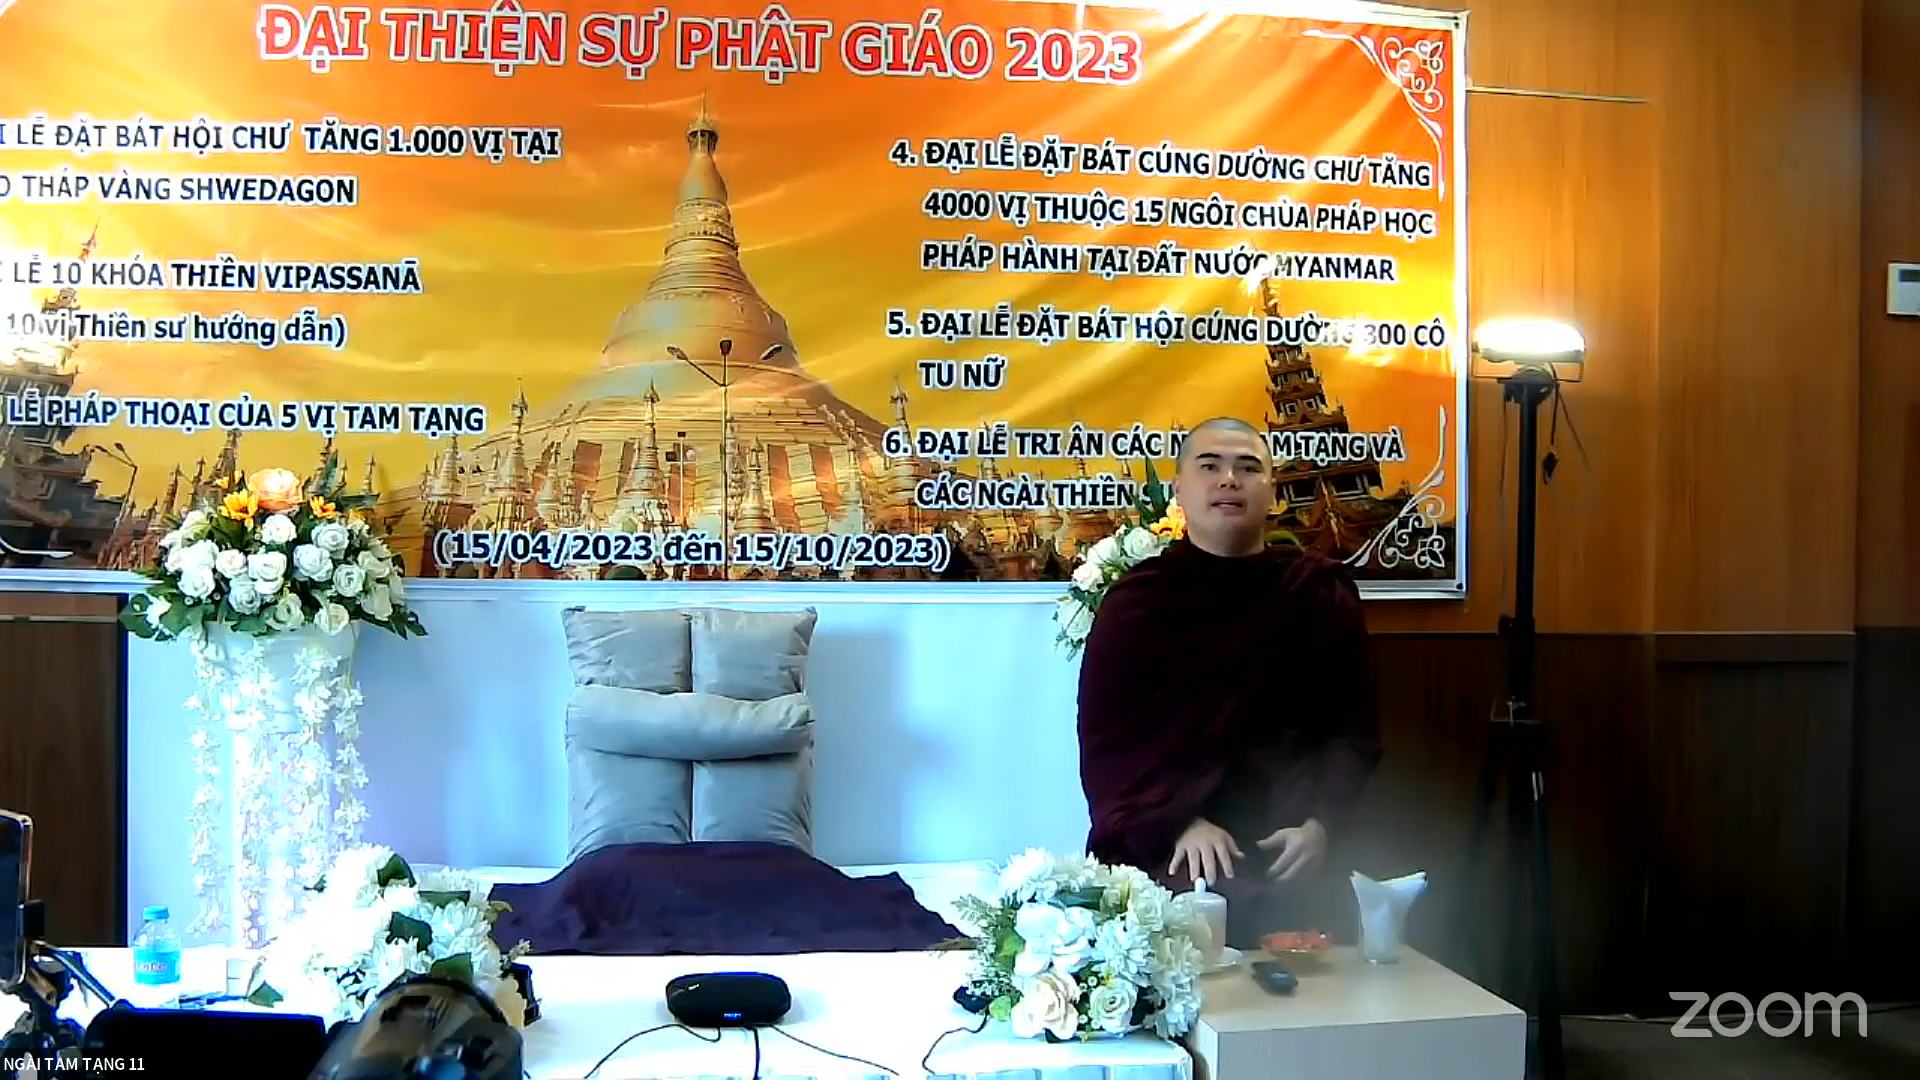 ĐẠI THIỆN SỰ PHẬT GIÁO 2023
LỄ ĐẶT BÁT HỘI CHƯ TĂNG 1.000 VỊ TẠI
THÁP VÀNG SHWEDAGON
LỄ 10 KHÓA THIỀN VIPASSANĀ
10 vị Thiền sư hướng dẫn)
LỄ PHÁP THOẠI CỦA 5 VỊ TAM TẠNG
4. ĐẠI LỄ ĐẶT BÁT CÚNG DƯỜNG CHƯ TĂNG
4000 VỊ THUỘC 15 NGÔI CHÙA PHÁP HỌC
PHÁP HÀNH TẠI ĐẤT NƯỚC MYANMAR
5. ĐẠI LỄ ĐẶT BÁT HỘI CÚNG DƯỜNG 300 CÔ
TU NỮ
6. ĐẠI LỄ TRI ÂN CÁC TẠNG VÀ
CÁC NGÀI THIỀN
(15/04/2023 đến 15/10/2023)
zoom
NGÀI TAM TẠNG 11